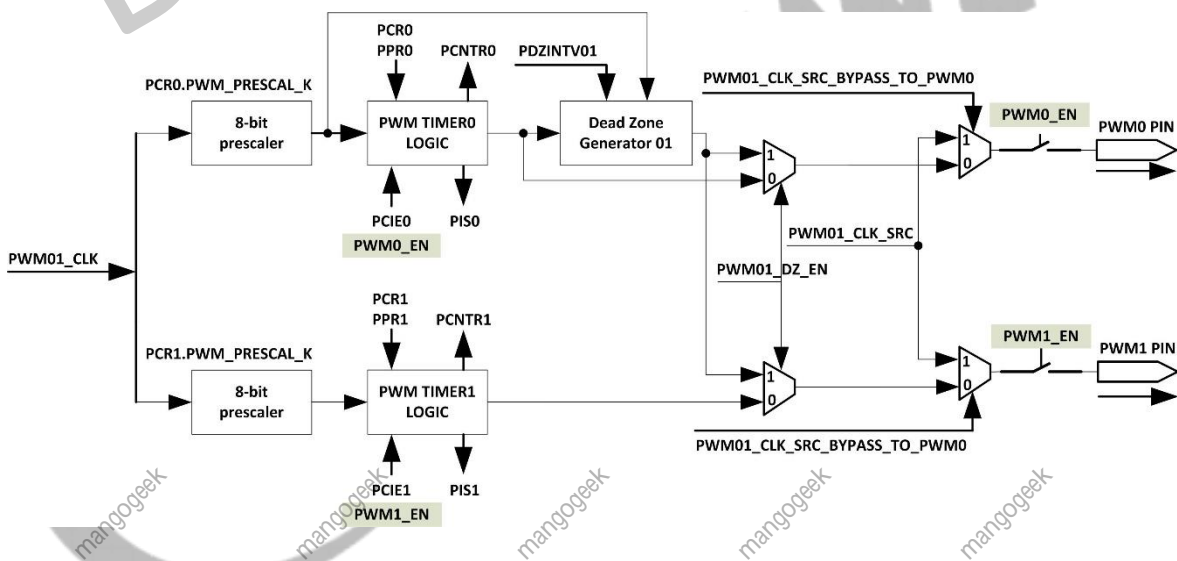 PCR0
PPR0
PCNTR0
PDZINTV01
PCR0.PWM_PRESCAL_K
PWM01_CLK_SRC_BYPASS_TO_PWM0
8-bit
prescaler
PWM TIMER0
LOGIC
Dead Zone
Generator 01
1
0
1
0
PWM0_EN
PWM0 PIN
PCIE0
PIS0
PWM0_EN
PWM01_CLK_SRC
PWM01_CLK
PWM01_DZ_EN
PCR1
PPR1
PCNTR1
PCR1.PWM_PRESCAL_K
8-bit
prescaler
PWM TIMER1
LOGIC
1
0
1
0
PWM1_EN
PWM1 PIN
PWM01_CLK_SRC_BYPASS_TO_PWM0
PCIE1
PIS1
PWM1_EN
mangogeek
mangogeek
mangogeek
mangogeek
mangogeek